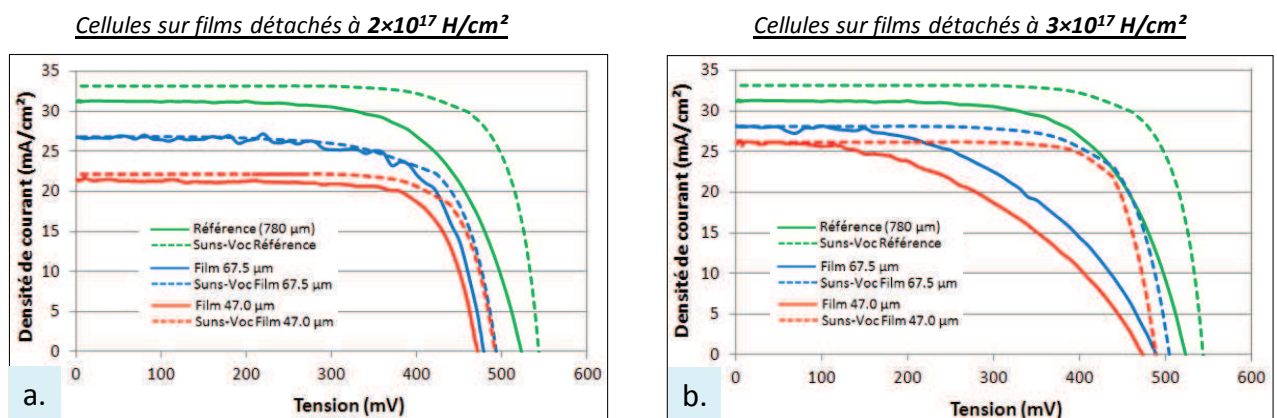 Cellules sur films détachés à 2×10¹⁷ H/cm²
Densité de courant (mA/cm²)
35
30
25
20
15
10
5
0
Référence (780 µm)
Suns-Voc Référence
Film 67.5 µm
Suns-Voc Film 67.5 µm
Film 47.0 µm
Suns-Voc Film 47.0 µm
0 100 200 300 400 500 600
Tension (mV)
a.
Cellules sur films détachés à 3×10¹⁷ H/cm²
Densité de courant (mA/cm²)
35
30
25
20
15
10
5
0
Référence (780 µm)
Suns-Voc Référence
Film 67.5 µm
Suns-Voc Film 67.5 µm
Film 47.0 µm
Suns-Voc Film 47.0 µm
0 100 200 300 400 500 600
Tension (mV)
b.